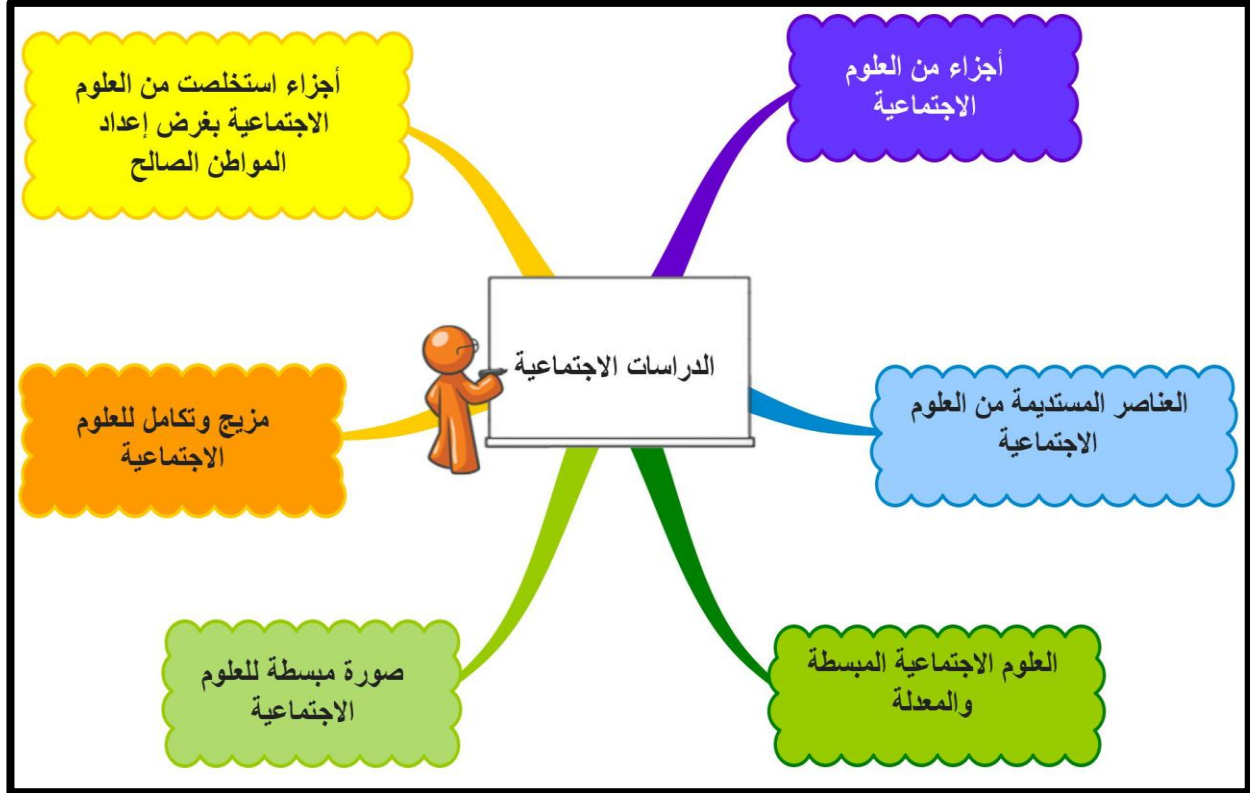 أجزاء من العلوم
الاجتماعية
أجزاء استخلصت من العلوم
الاجتماعية بغرض إعداد
المواطن الصالح
الدراسات الاجتماعية
العناصر المستديمة من العلوم
الاجتماعية
مزيج وتكامل للعلوم
الاجتماعية
العلوم الاجتماعية المبسطة
والمعدلة
صورة مبسطة للعلوم
الاجتماعية